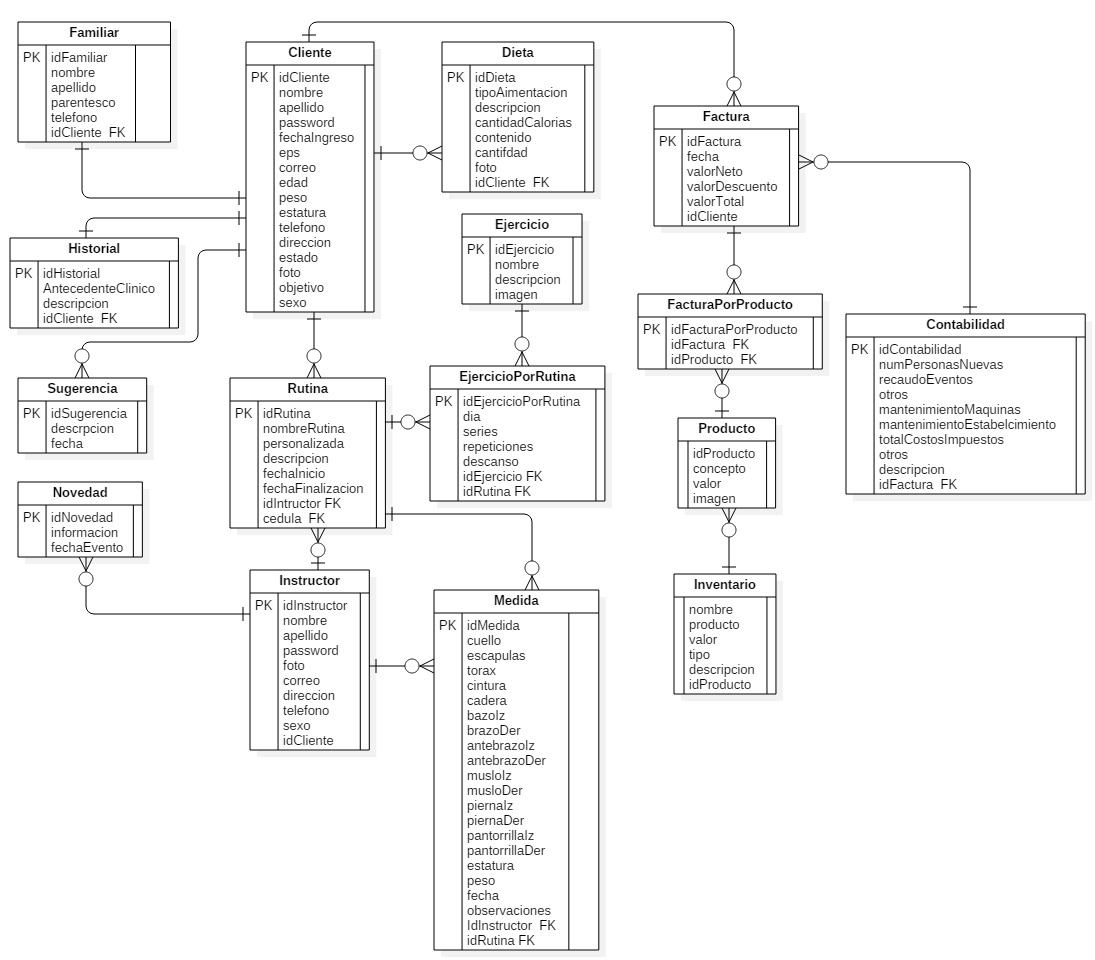 Familiar
PK idFamiliar
nombre
apellido
parentesco
telefono
idCliente FK
Cliente
PK idCliente
nombre
apellido
password
fechaIngreso
eps
correo
edad
peso
estatura
telefono
direccion
estado
foto
objetivo
sexo
Dieta
PK idDieta
tipoAimentacion
descripcion
cantidadCalorias
contenido
cantifdad
foto
idCliente FK
Factura
PK idFactura
fecha
valorNeto
valorDescuento
valorTotal
idCliente
Historial
PK idHistorial
AntecedenteClinico
descripcion
idCliente FK
Ejercicio
PK idEjercicio
nombre
descripcion
imagen
FacturaPorProducto
PK idFacturaPorProducto
idFactura FK
idProducto FK
Contabilidad
PK idContabilidad
numPersonasNuevas
recaudoEventos
otros
mantenimientoMaquinas
mantenimientoEstabelcimiento
totalCostosImpuestos
otros
descripcion
idFactura FK
Sugerencia
PK idSugerencia
descrpcion
fecha
Rutina
PK idRutina
nombreRutina
personalizada
descripcion
fechaInicio
fechaFinalizacion
idIntructor FK
cedula FK
EjercicioPorRutina
PK idEjercicioPorRutina
dia
series
repeticiones
descanso
idEjercicio FK
idRutina FK
Producto
idProducto
concepto
valor
imagen
Novedad
PK idNovedad
informacion
fechaEvento
Instructor
PK idInstructor
nombre
apellido
password
foto
correo
direccion
telefono
sexo
idCliente
Medida
PK idMedida
cuello
escapulas
torax
cintura
cadera
bazoIz
brazoDer
antebrazoIz
antebrazoDer
musloIz
musloDer
piernaIz
piernaDer
pantorrillaIz
pantorrillaDer
estatura
peso
fecha
observaciones
IdInstructor FK
idRutina FK
Inventario
nombre
producto
valor
tipo
descripcion
idProducto